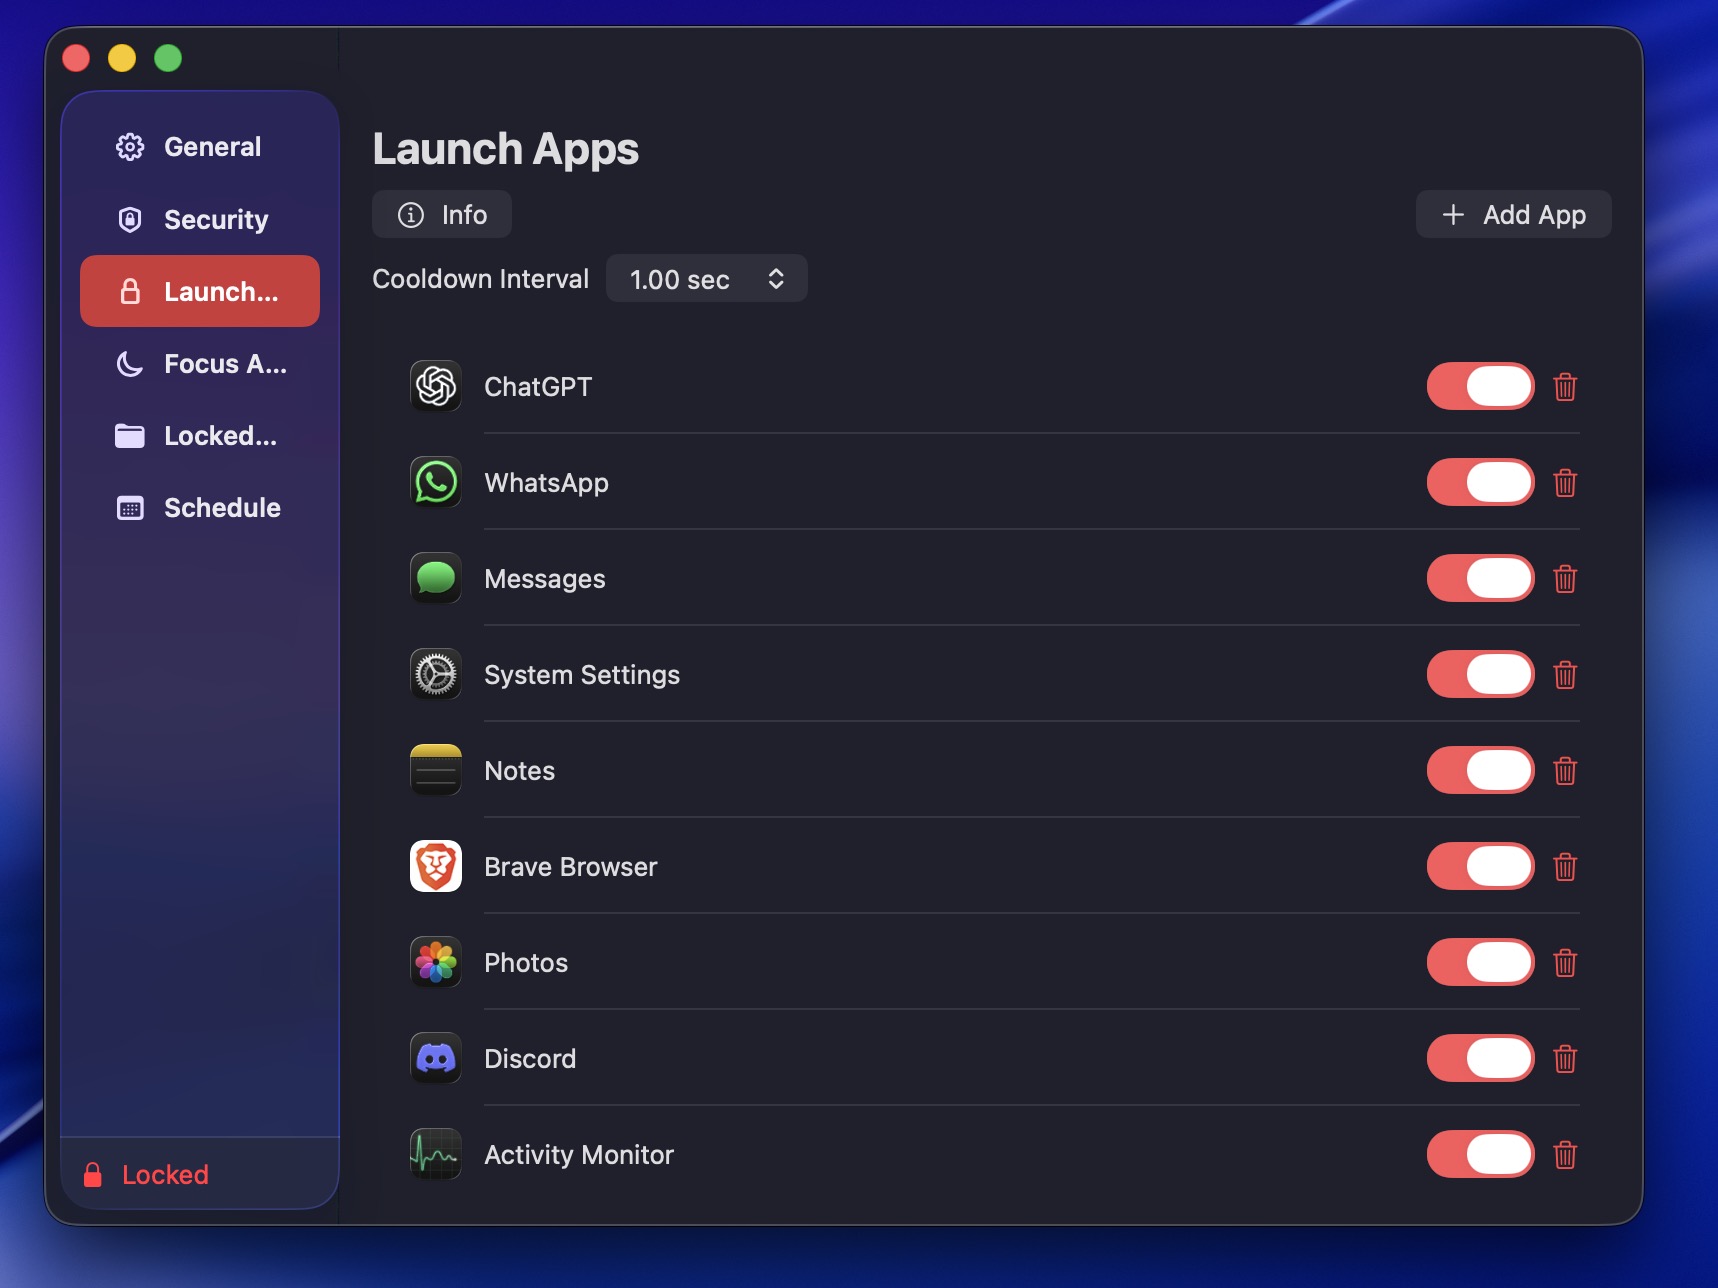 General
Security
Launch...
Focus A...
Locked...
Schedule
Locked
Launch Apps
Info
Add App
Cooldown Interval 1.00 sec
ChatGPT
WhatsApp
Messages
System Settings
Notes
Brave Browser
Photos
Discord
Activity Monitor